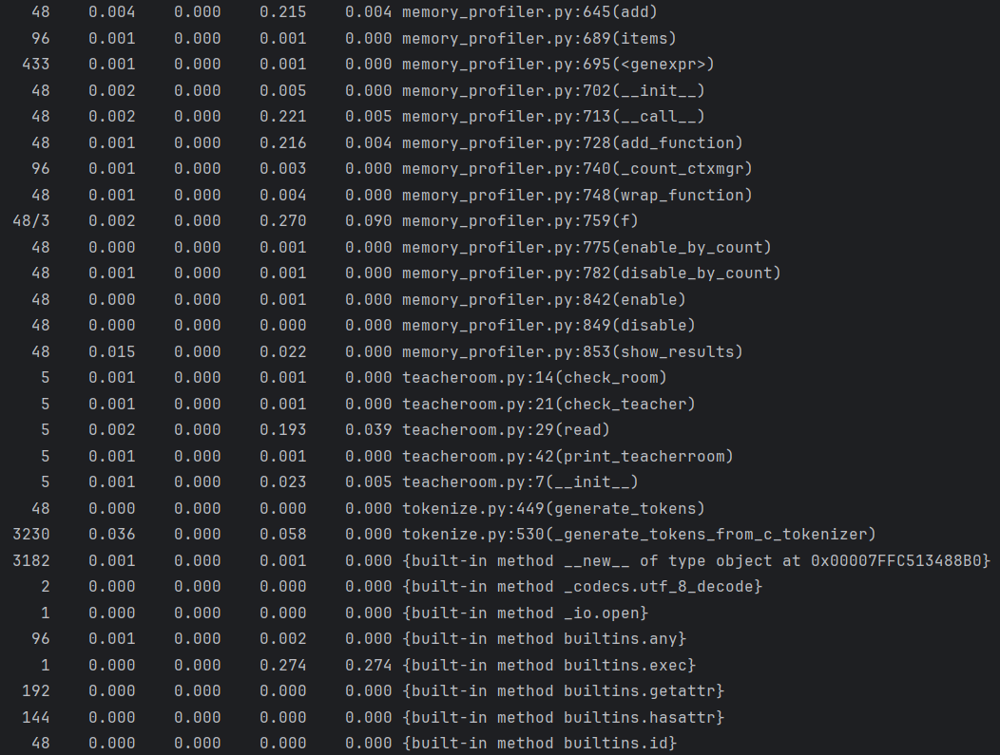 48    0.004    0.000    0.215    0.004 memory_profiler.py:645(add)
96    0.001    0.000    0.001    0.000 memory_profiler.py:689(items)
433    0.001    0.000    0.001    0.000 memory_profiler.py:695(<genexpr>)
48    0.002    0.000    0.005    0.000 memory_profiler.py:702(__init__)
48    0.002    0.000    0.221    0.005 memory_profiler.py:713(__call__)
48    0.001    0.000    0.216    0.004 memory_profiler.py:728(add_function)
96    0.001    0.000    0.003    0.000 memory_profiler.py:740(_count_ctxmgr)
48    0.001    0.000    0.004    0.000 memory_profiler.py:748(wrap_function)
48/3    0.002    0.000    0.270    0.090 memory_profiler.py:759(f)
48    0.000    0.000    0.001    0.000 memory_profiler.py:775(enable_by_count)
48    0.001    0.000    0.001    0.000 memory_profiler.py:782(disable_by_count)
48    0.000    0.000    0.001    0.000 memory_profiler.py:842(enable)
48    0.000    0.000    0.000    0.000 memory_profiler.py:849(disable)
48    0.015    0.000    0.022    0.000 memory_profiler.py:853(show_results)
5    0.001    0.000    0.001    0.000 teacheroom.py:14(check_room)
5    0.001    0.000    0.001    0.000 teacheroom.py:21(check_teacher)
5    0.002    0.000    0.193    0.039 teacheroom.py:29(read)
5    0.001    0.000    0.001    0.000 teacheroom.py:42(print_teacherroom)
5    0.001    0.000    0.023    0.005 teacheroom.py:7(__init__)
48    0.000    0.000    0.000    0.000 tokenize.py:449(generate_tokens)
3230    0.036    0.000    0.058    0.000 tokenize.py:530(_generate_tokens_from_c_tokenizer)
3182    0.001    0.000    0.001    0.000 {built-in method __new__ of type object at 0x00007FFC513488B0}
2    0.000    0.000    0.000    0.000 {built-in method _codecs.utf_8_decode}
1    0.000    0.000    0.000    0.000 {built-in method _io.open}
96    0.001    0.000    0.002    0.000 {built-in method builtins.any}
1    0.000    0.000    0.274    0.274 {built-in method builtins.exec}
192    0.000    0.000    0.000    0.000 {built-in method builtins.getattr}
144    0.000    0.000    0.000    0.000 {built-in method builtins.hasattr}
48    0.000    0.000    0.000    0.000 {built-in method builtins.id}